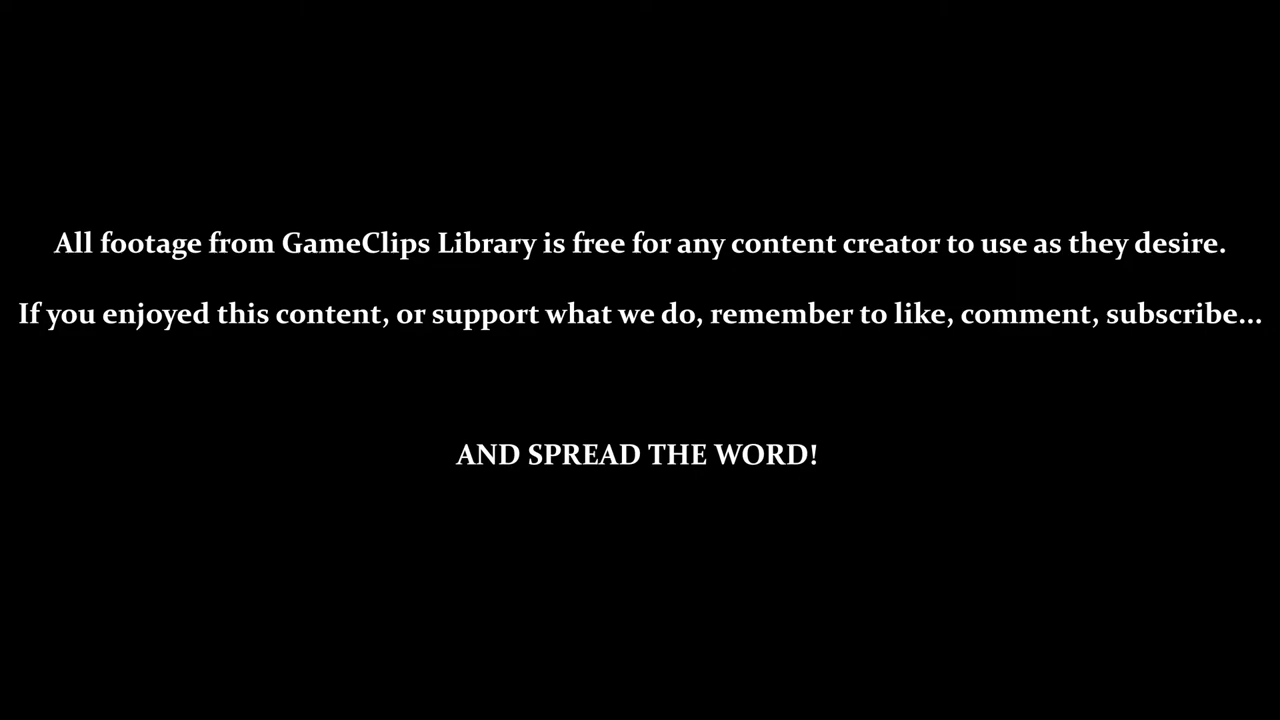 All footage from GameClips Library is free for any content creator to use as they desire.
If you enjoyed this content, or support what we do, remember to like, comment, subscribe...
AND SPREAD THE WORD!